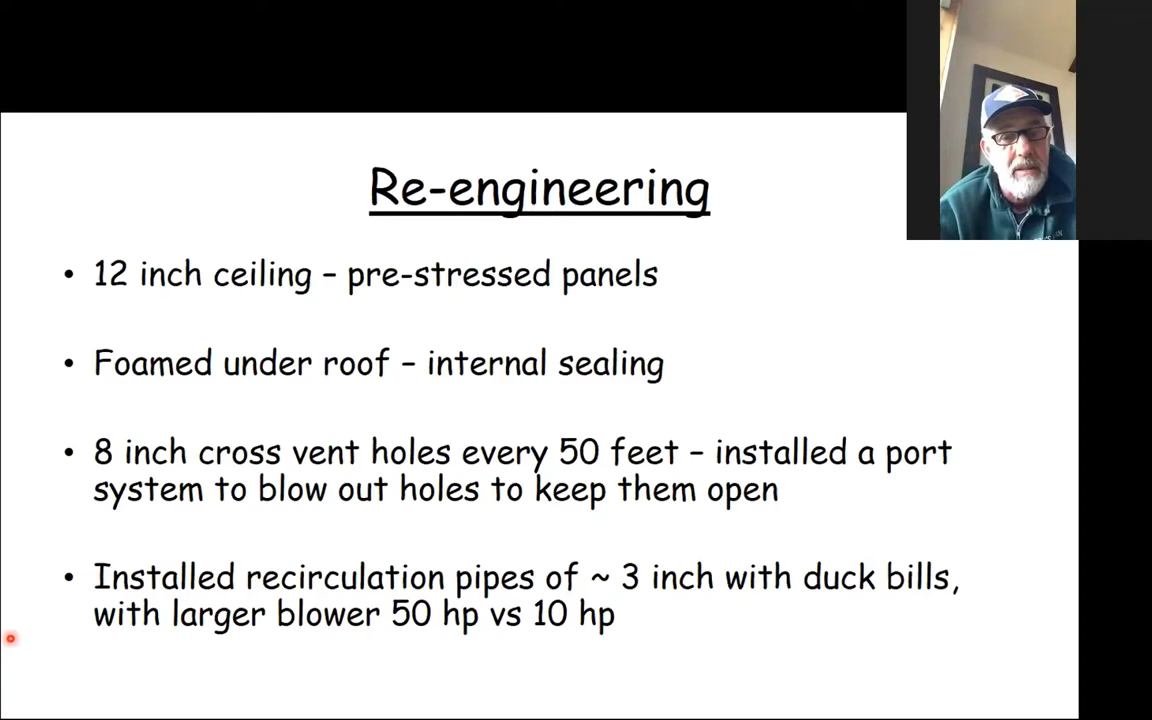 Re-engineering
• 12 inch ceiling – pre-stressed panels
• Foamed under roof – internal sealing
• 8 inch cross vent holes every 50 feet – installed a port
system to blow out holes to keep them open
• Installed recirculation pipes of ~ 3 inch with duck bills,
with larger blower 50 hp vs 10 hp